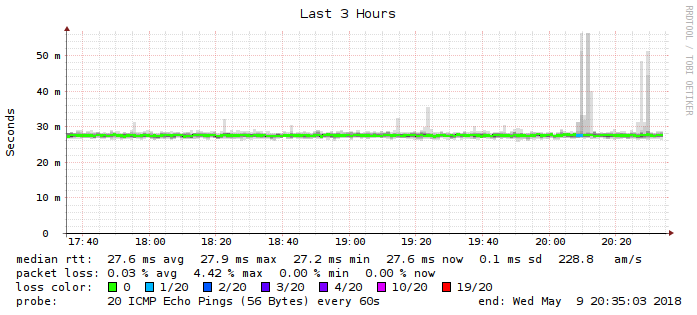 Last 3 Hours
RRDTOOL / TOBI OETIKER
Seconds
50 m
40 m
30 m
20 m
10 m
0
17:40 18:00 18:20 18:40 19:00 19:20 19:40 20:00 20:20
median rtt: 27.6 ms avg 27.9 ms max 27.2 ms min 27.6 ms now 0.1 ms sd 228.8 am/s
packet loss: 0.03 % avg 4.42 % max 0.00 % min 0.00 % now
loss color: 0 1/20 2/20 3/20 4/20 10/20 19/20
probe: 20 ICMP Echo Pings (56 Bytes) every 60s end: Wed May 9 20:35:03 2018